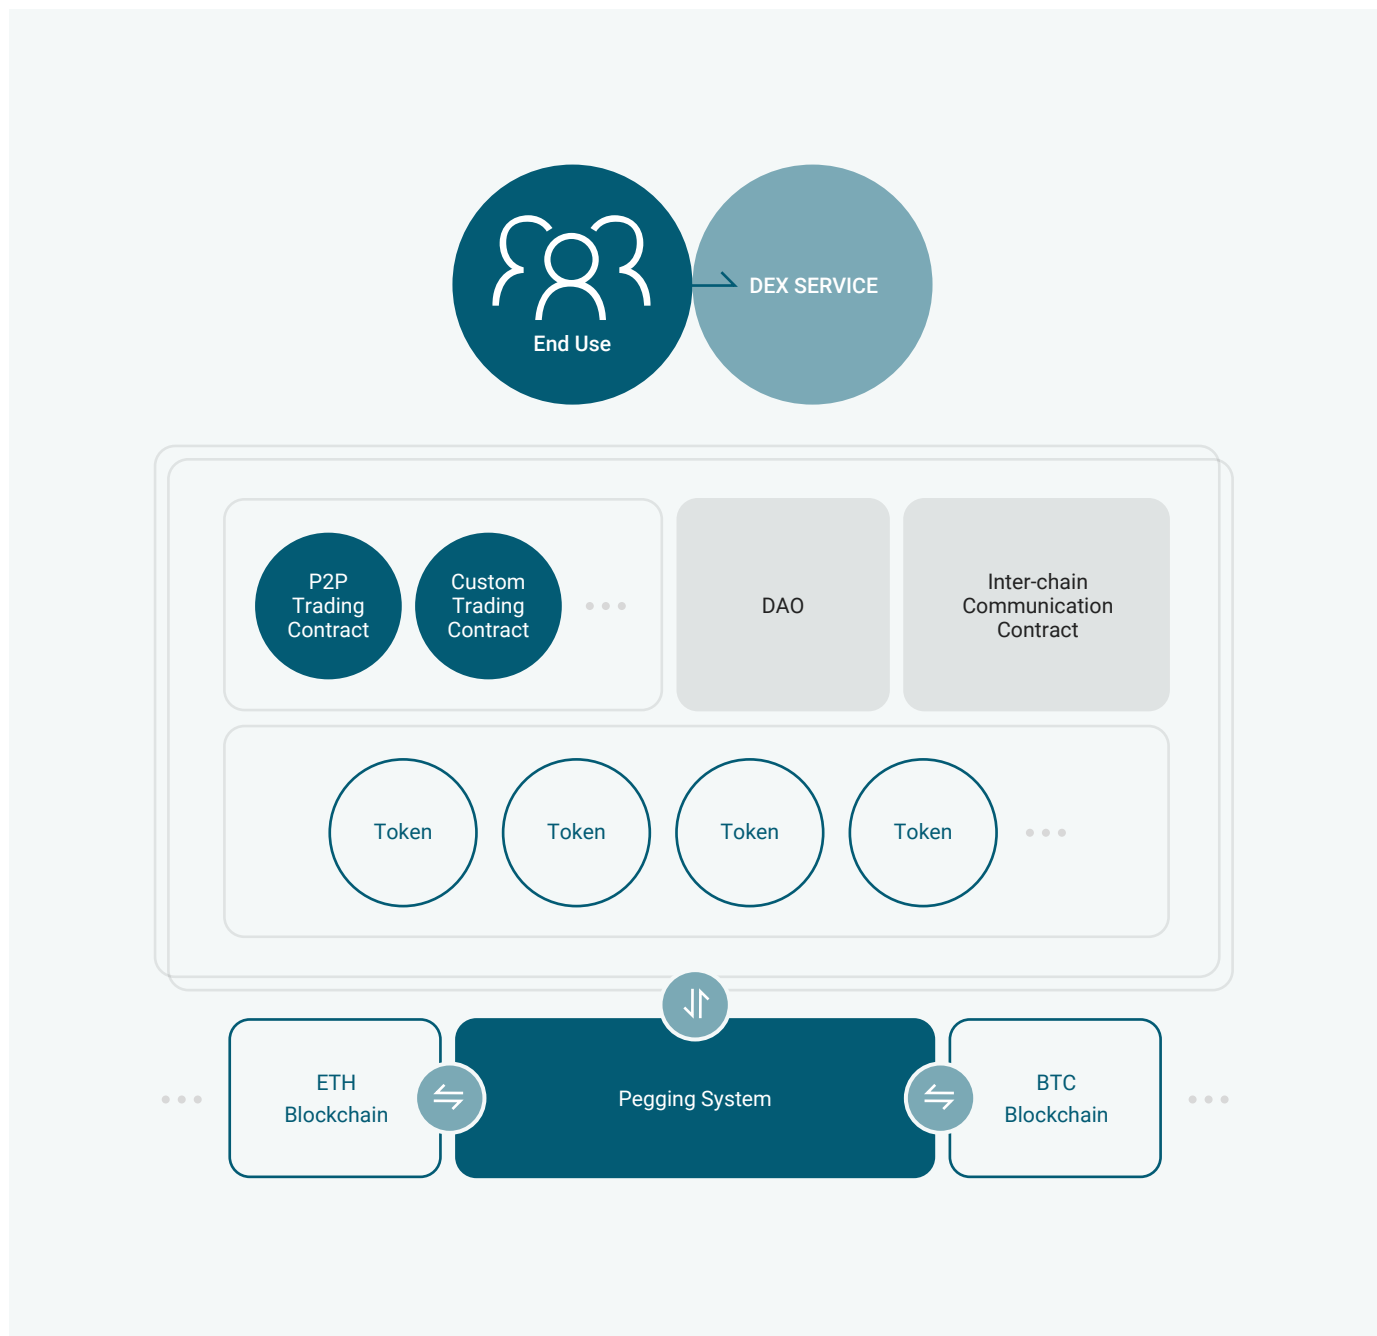 End Use
DEX SERVICE
P2P
Trading
Contract
Custom
Trading
Contract
DAO
Inter-chain
Communication
Contract
Token
Token
Token
Token
ETH
Blockchain
Pegging System
BTC
Blockchain